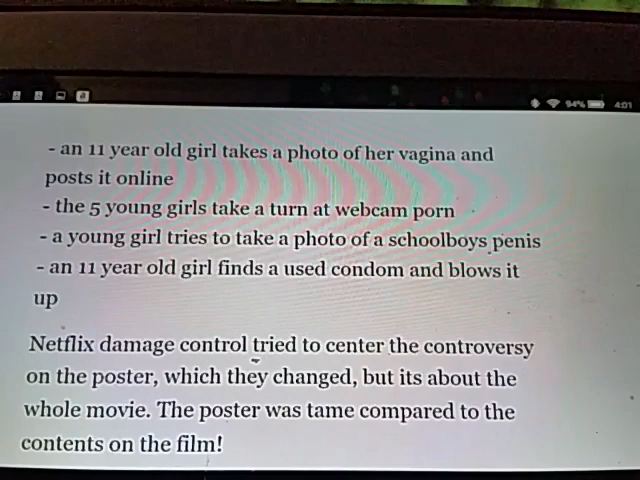 94% 4:01
- an 11 year old girl takes a photo of her vagina and
posts it online
- the 5 young girls take a turn at webcam porn
- a young girl tries to take a photo of a schoolboys penis
- an 11 year old girl finds a used condom and blows it
up
Netflix damage control tried to center the controversy
on the poster, which they changed, but its about the
whole movie. The poster was tame compared to the
contents on the film!